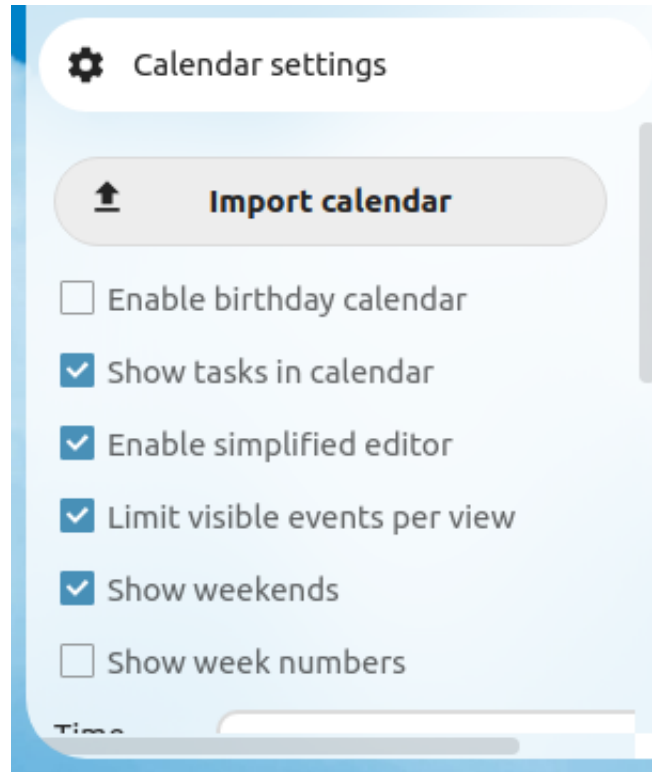 Calendar settings
Import calendar
Enable birthday calendar
Show tasks in calendar
Enable simplified editor
Limit visible events per view
Show weekends
Show week numbers
Time